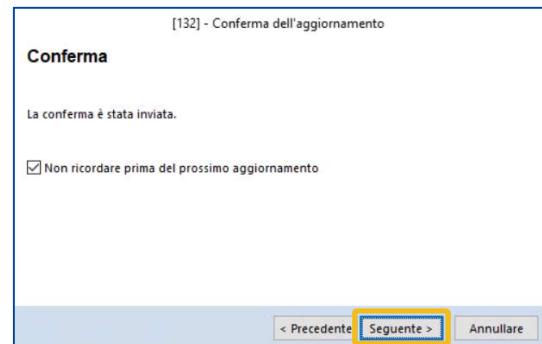 [132] - Conferma dell'aggiornamento
Conferma
La conferma è stata inviata.
Non ricordare prima del prossimo aggiornamento
< Precedente Seguente > Annullare